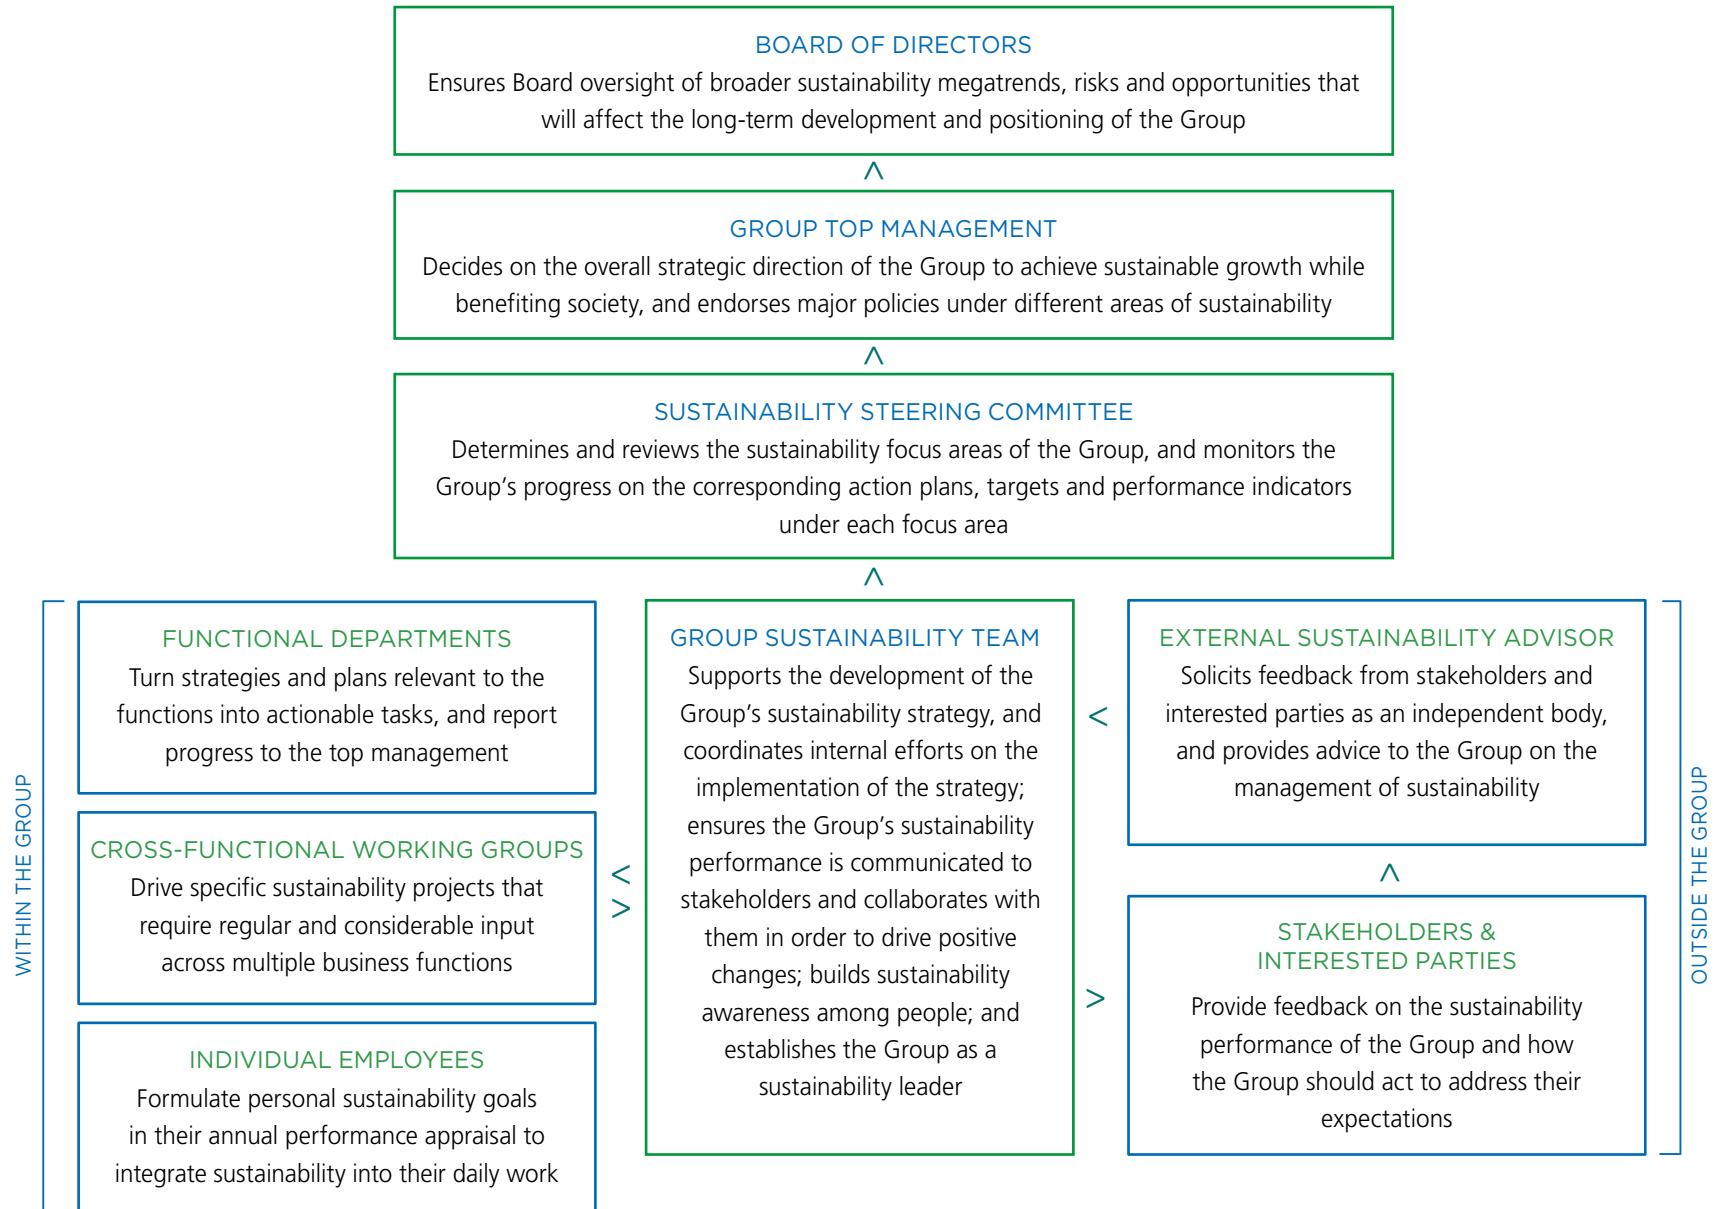 BOARD OF DIRECTORS
Ensures Board oversight of broader sustainability megatrends, risks and opportunities that
will affect the long-term development and positioning of the Group
^
GROUP TOP MANAGEMENT
Decides on the overall strategic direction of the Group to achieve sustainable growth while
benefiting society, and endorses major policies under different areas of sustainability
^
SUSTAINABILITY STEERING COMMITTEE
Determines and reviews the sustainability focus areas of the Group, and monitors the
Group’s progress on the corresponding action plans, targets and performance indicators
under each focus area
^
WITHIN THE GROUP
FUNCTIONAL DEPARTMENTS
Turn strategies and plans relevant to the
functions into actionable tasks, and report
progress to the top management
CROSS-FUNCTIONAL WORKING GROUPS
Drive specific sustainability projects that
require regular and considerable input
across multiple business functions
INDIVIDUAL EMPLOYEES
Formulate personal sustainability goals
in their annual performance appraisal to
integrate sustainability into their daily work
<
>
GROUP SUSTAINABILITY TEAM
Supports the development of the
Group’s sustainability strategy, and
coordinates internal efforts on the
implementation of the strategy;
ensures the Group’s sustainability
performance is communicated to
stakeholders and collaborates with
them in order to drive positive
changes; builds sustainability
awareness among people; and
establishes the Group as a
sustainability leader
<
>
EXTERNAL SUSTAINABILITY ADVISOR
Solicits feedback from stakeholders and
interested parties as an independent body,
and provides advice to the Group on the
management of sustainability
^
STAKEHOLDERS &
INTERESTED PARTIES
Provide feedback on the sustainability
performance of the Group and how
the Group should act to address their
expectations
OUTSIDE THE GROUP